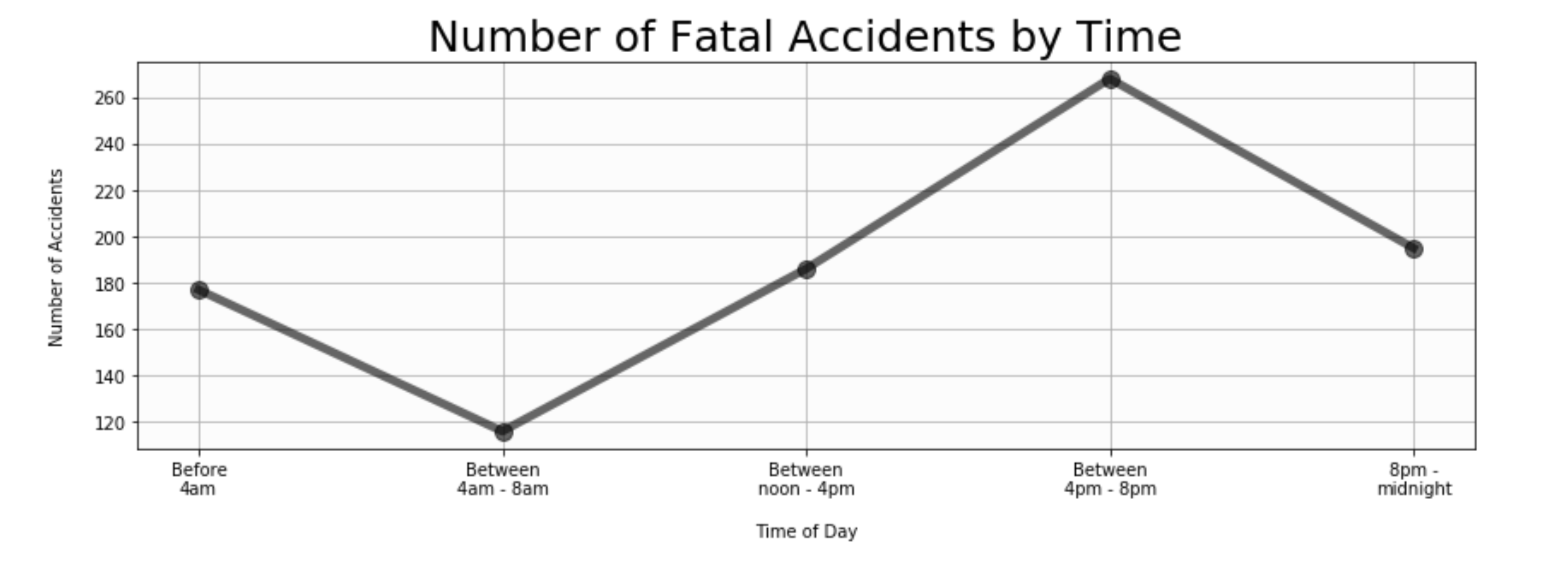 Number of Fatal Accidents by Time
260
240
220
200
180
160
140
120
Number of Accidents
Before
4am
Between
4am - 8am
Between
noon - 4pm
Between
4pm - 8pm
8pm -
midnight
Time of Day